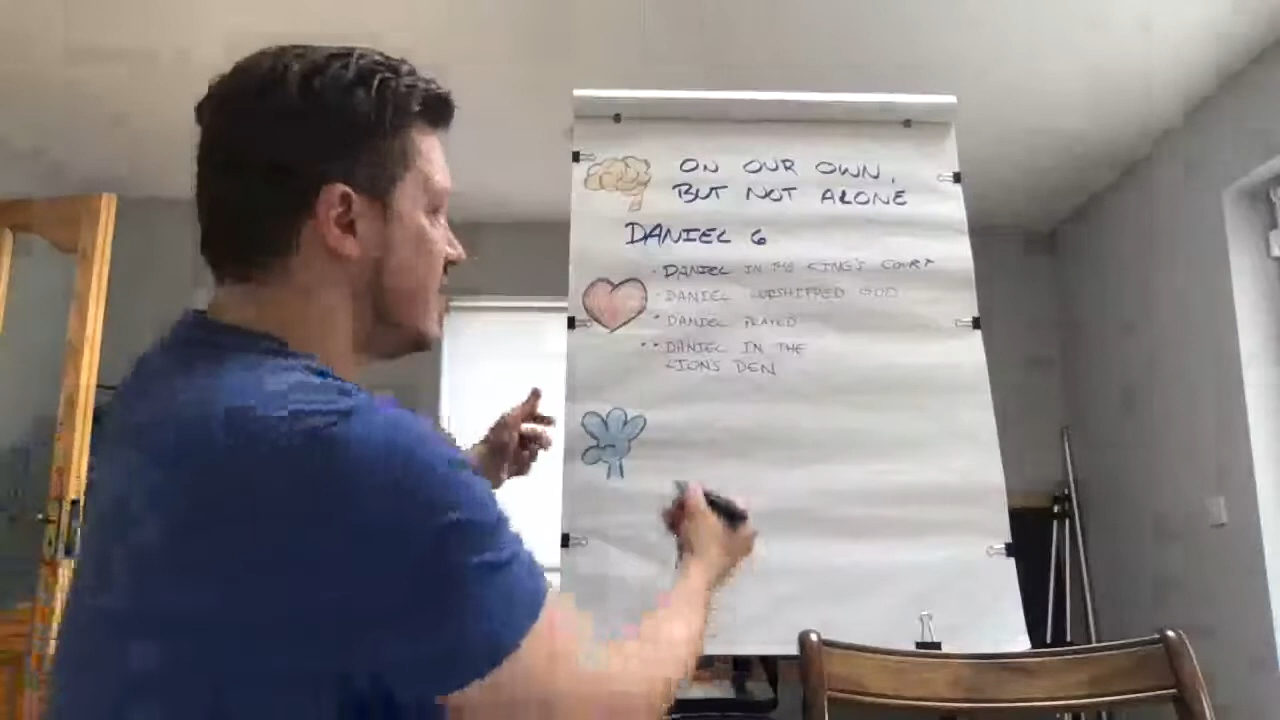 ON OUR OWN,
BUT NOT ALONE
DANIEL 6
· DANIEL IN THE KING'S COURT
· DANIEL WORSHIPPED GOD
· DANIEL PRAYED
· · DANIEL IN THE
LIONS DEN